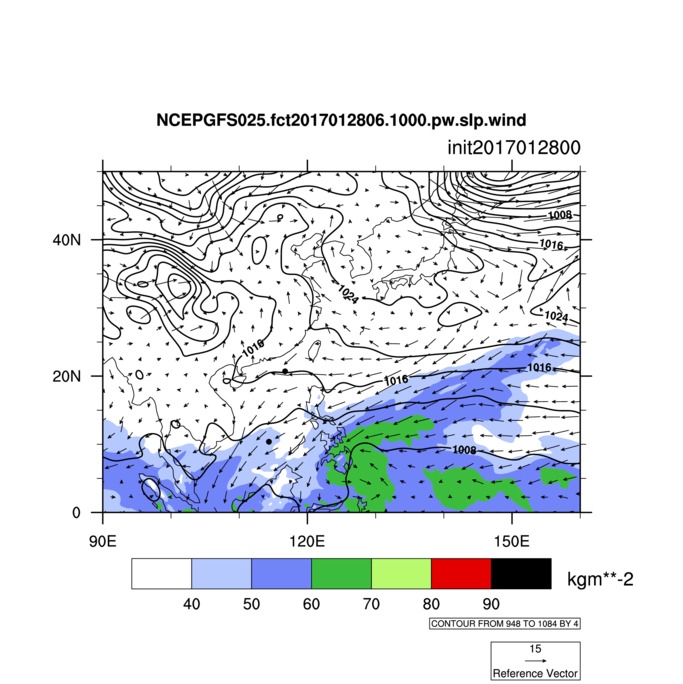 NCEPGFS025.fct2017012806.1000.pw.slp.wind
init2017012800
1008
40N
1016
1024
1024
1016
1016
20N
1016
1008
0
90E 120E 150E
kgm**-2
40 50 60 70 80 90
CONTOUR FROM 948 TO 1084 BY 4
15
Reference Vector